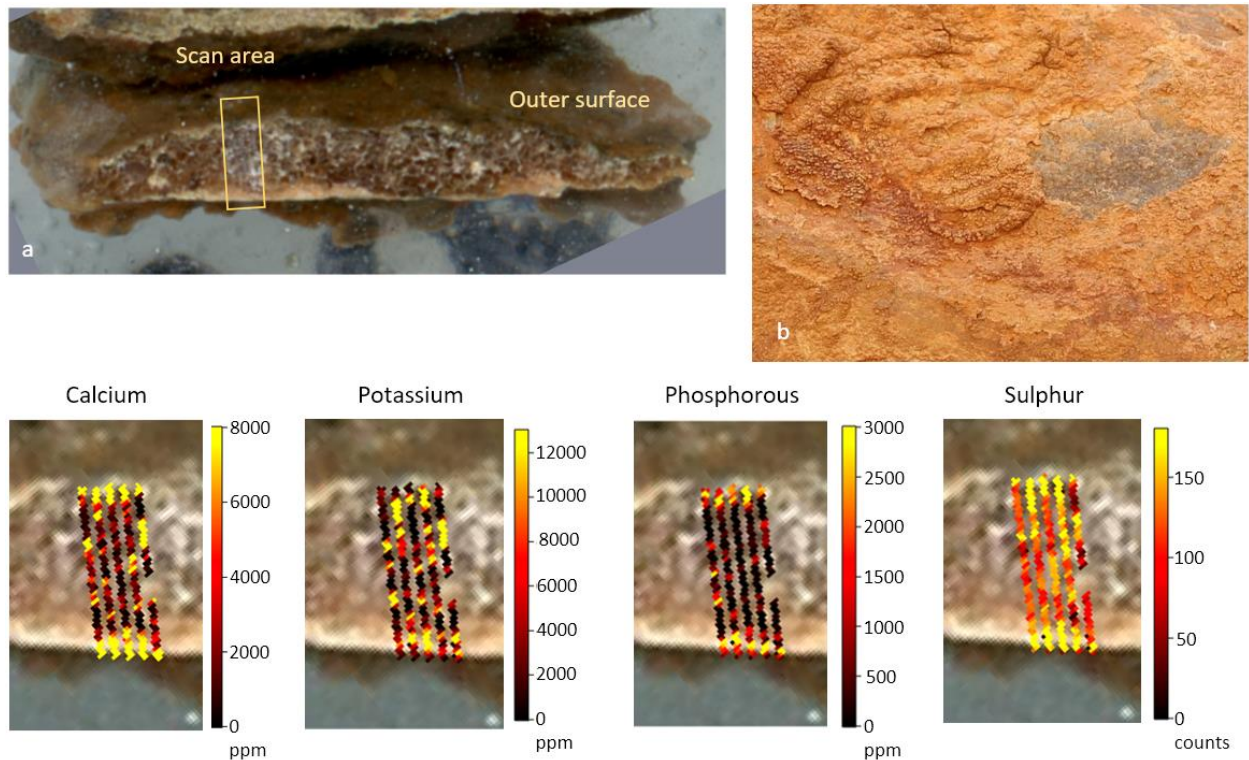 Scan area
Outer surface
a
b
Calcium
Potassium
Phosphorous
Sulphur
8000
6000
4000
2000
0
ppm
12000
10000
8000
6000
4000
2000
0
ppm
3000
2500
2000
1500
1000
500
0
ppm
150
100
50
0
counts